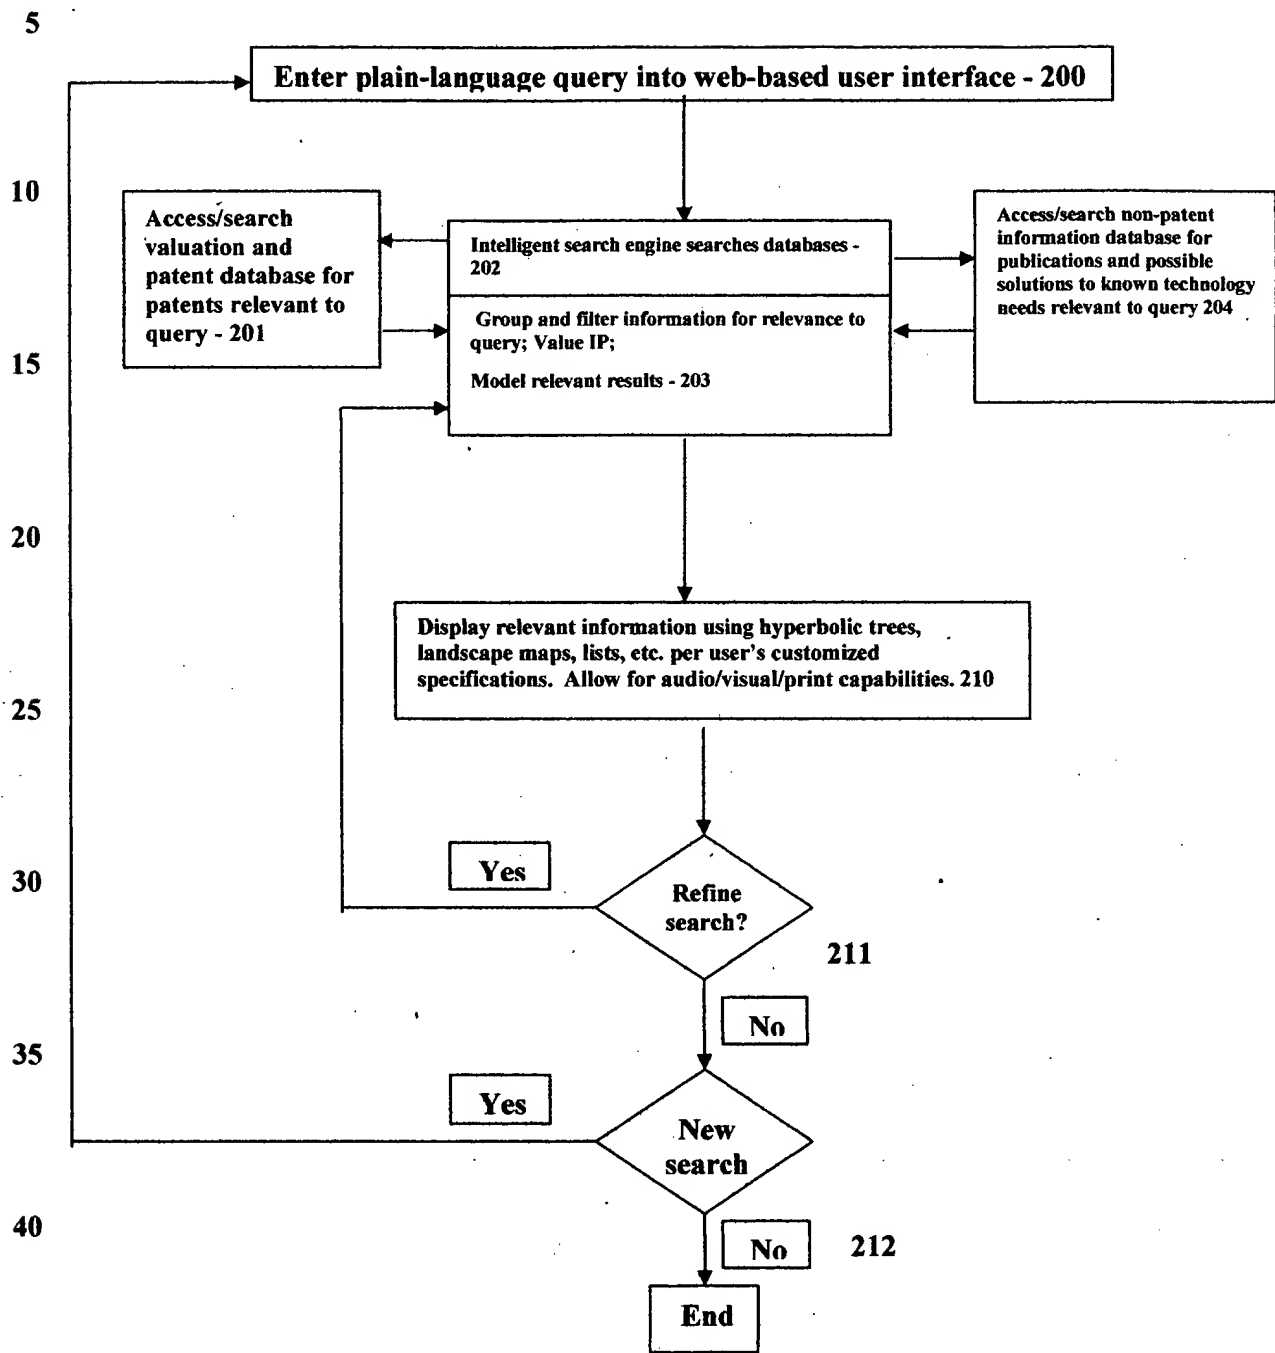 5
Enter plain-language query into web-based user interface - 200
10
Access/search
valuation and
patent database for
patents relevant to
query - 201
Intelligent search engine searches databases -
202
Group and filter information for relevance to
query; Value IP;
Model relevant results - 203
Access/search non-patent
information database for
publications and possible
solutions to known technology
needs relevant to query 204
15
20
Display relevant information using hyperbolic trees,
landscape maps, lists, etc. per user's customized
specifications. Allow for audio/visual/print capabilities. 210
25
Yes
30
Refine
search?
211
No
35
Yes
New
search
40
No
212
End